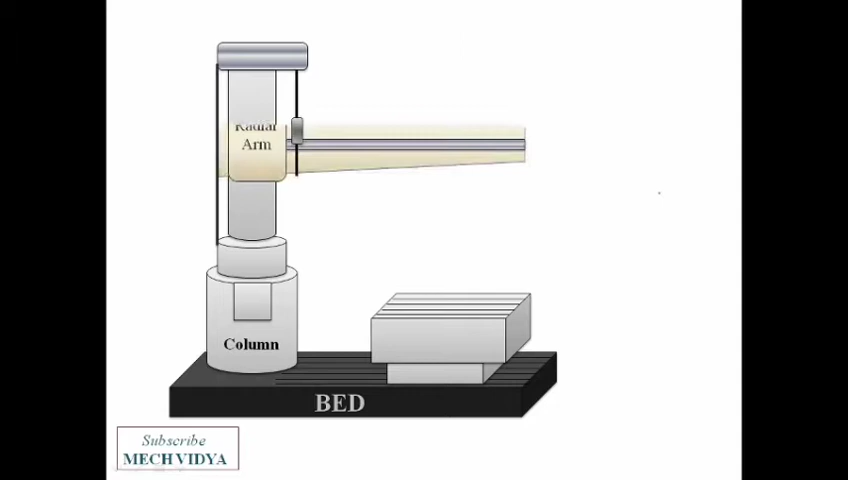 Radial
Arm
Column
BED
Subscribe
MECH VIDYA